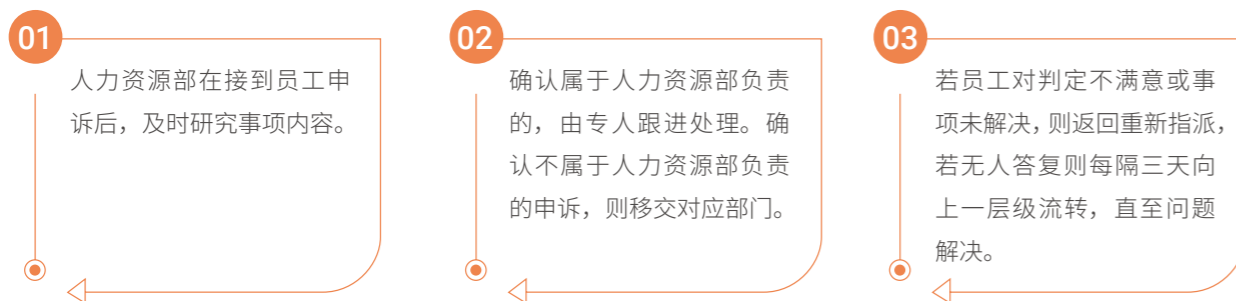 01
人力资源部在接到员工申
诉后，及时研究事项内容。
02
确认属于人力资源部负责
的，由专人跟进处理。确
认不属于人力资源部负责
的申诉，则移交对应部门。
03
若员工对判定不满意或事
项未解决，则返回重新指派，
若无人答复则每隔三天向
上一层级流转，直至问题
解决。